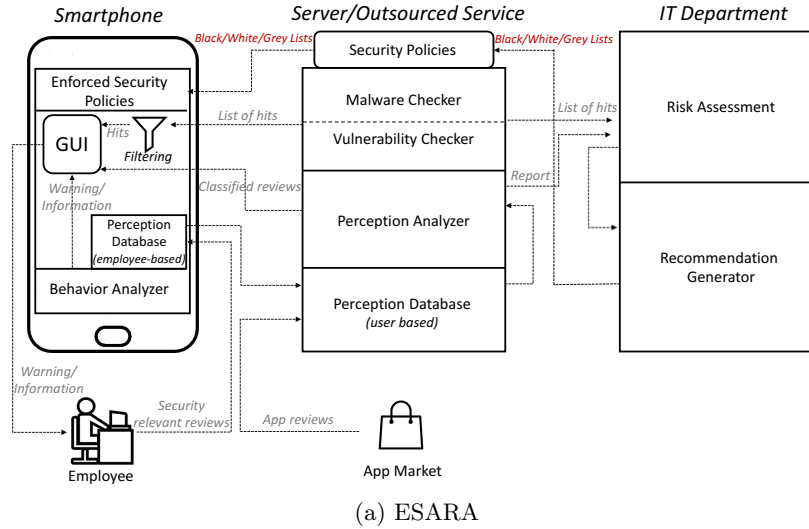 Smartphone
Server/Outsourced Service
IT Department
Black/White/Grey Lists
Security Policies
Black/White/Grey Lists
Enforced Security
Policies
Malware Checker
Risk Assessment
List of hits
List of hits
Hits
GUI
Filtering
Vulnerability Checker
Warning/
Information
Classified reviews
Report
Perception Analyzer
Perception
Database
(employee-based)
Recommendation
Generator
Behavior Analyzer
Perception Database
(user based)
Warning/
Information
Security
relevant reviews
App reviews
Employee
App Market
(a) ESARA